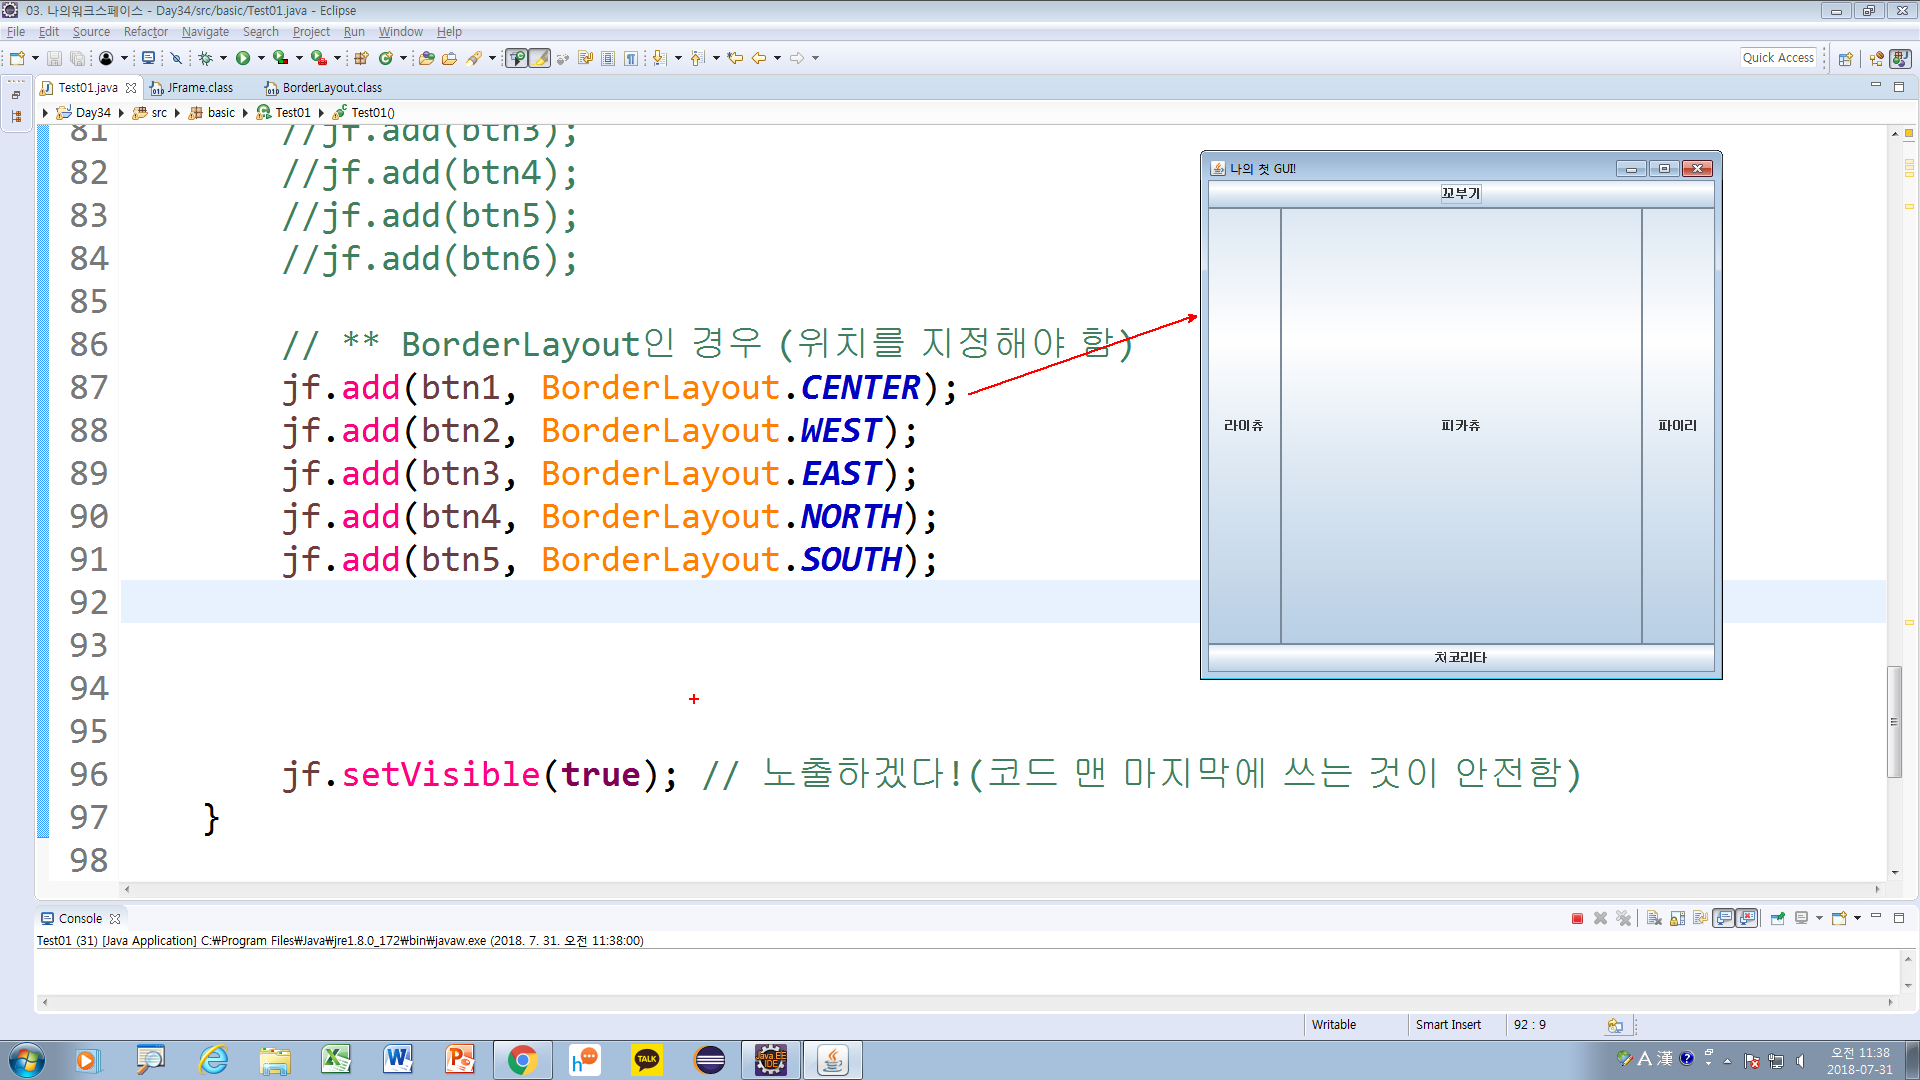 03. 나의워크스페이스 - Day34/src/basic/Test01.java - Eclipse
File Edit Source Refactor Navigate Search Project Run Window Help
Quick Access
Test01.java JFrame.class BorderLayout.class
Day34 src basic Test01 Test01()
81 //jf.add(btn3);
82 //jf.add(btn4);
83 //jf.add(btn5);
84 //jf.add(btn6);
85
86 // ** BorderLayout인 경우 (위치를 지정해야 함)
87 jf.add(btn1, BorderLayout.CENTER);
88 jf.add(btn2, BorderLayout.WEST);
89 jf.add(btn3, BorderLayout.EAST);
90 jf.add(btn4, BorderLayout.NORTH);
91 jf.add(btn5, BorderLayout.SOUTH);
92
93
94
95
96 jf.setVisible(true); // 노출하겠다!(코드 맨 마지막에 쓰는 것이 안전함)
97 }
98
나의 첫 GUI!
꼬부기
라이츄 피카츄 파이리
치코리타
Console
Test01 (31) [Java Application] C:₩Program Files₩Java₩jre1.8.0_172₩bin₩javaw.exe (2018. 7. 31. 오전 11:38:00)
Writable Smart Insert 92 : 9
TALK
Java EE IDE
A 漢
오전 11:38
2018-07-31